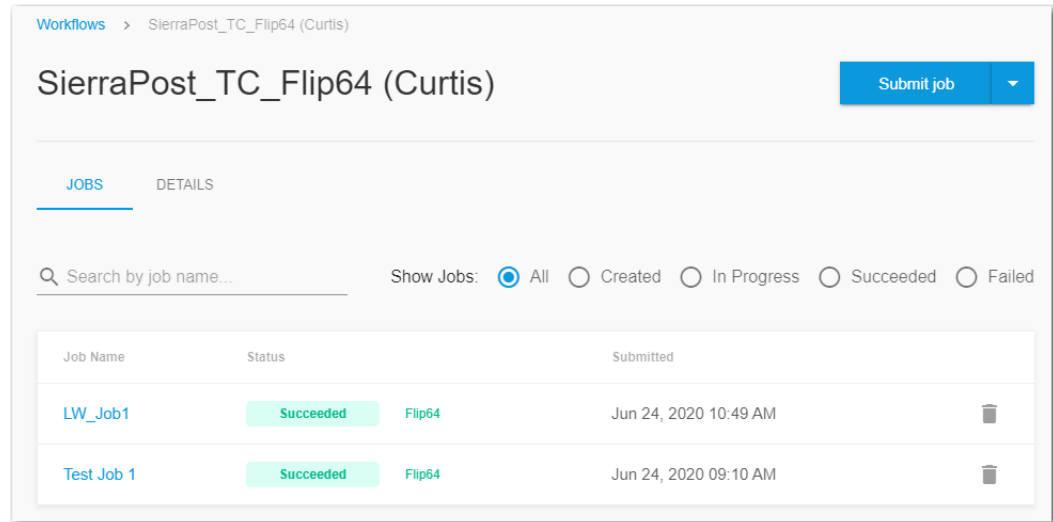 Workflows > SierraPost_TC_Flip64 (Curtis)
SierraPost_TC_Flip64 (Curtis)
Submit job
JOBS DETAILS
Search by job name... Show Jobs: All Created In Progress Succeeded Failed
Job Name Status Submitted
LW_Job1 Succeeded Flip64 Jun 24, 2020 10:49 AM
Test Job 1 Succeeded Flip64 Jun 24, 2020 09:10 AM